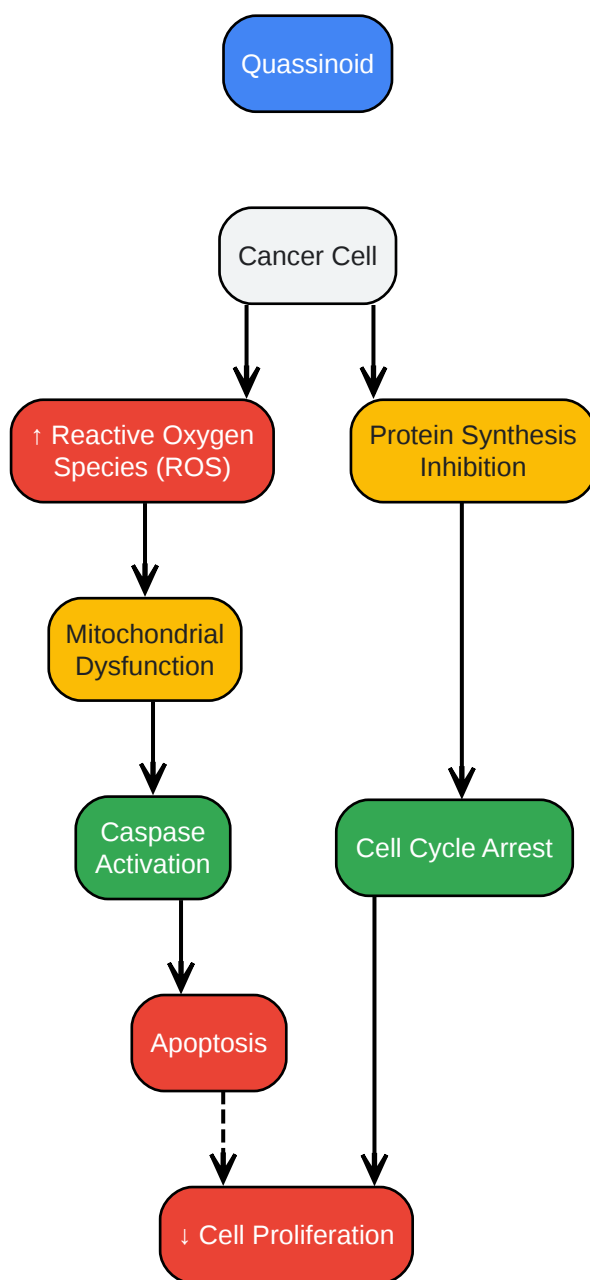 Quassinoid
Cancer Cell
↑ Reactive Oxygen
Species (ROS)
Protein Synthesis
Inhibition
Mitochondrial
Dysfunction
Caspase
Activation
Cell Cycle Arrest
Apoptosis
↓ Cell Proliferation